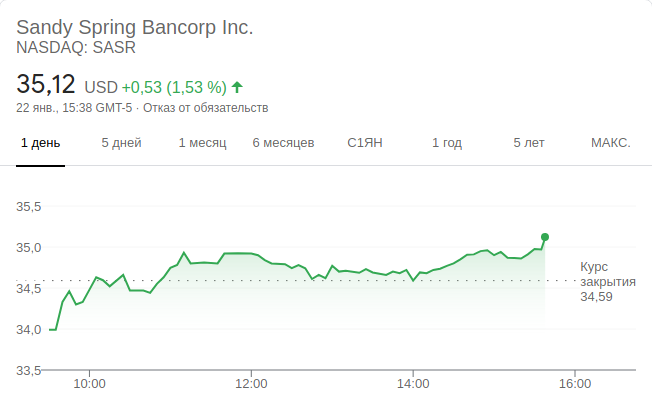 Sandy Spring Bancorp Inc.
NASDAQ: SASR
35,12 USD +0,53 (1,53 %)
22 янв., 15:38 GMT-5 · Отказ от обязательств
1 день 5 дней 1 месяц 6 месяцев С1ЯН 1 год 5 лет МАКС.
35,5
35,0
34,5
34,0
33,5
Курс
закрытия
34,59
10:00 12:00 14:00 16:00